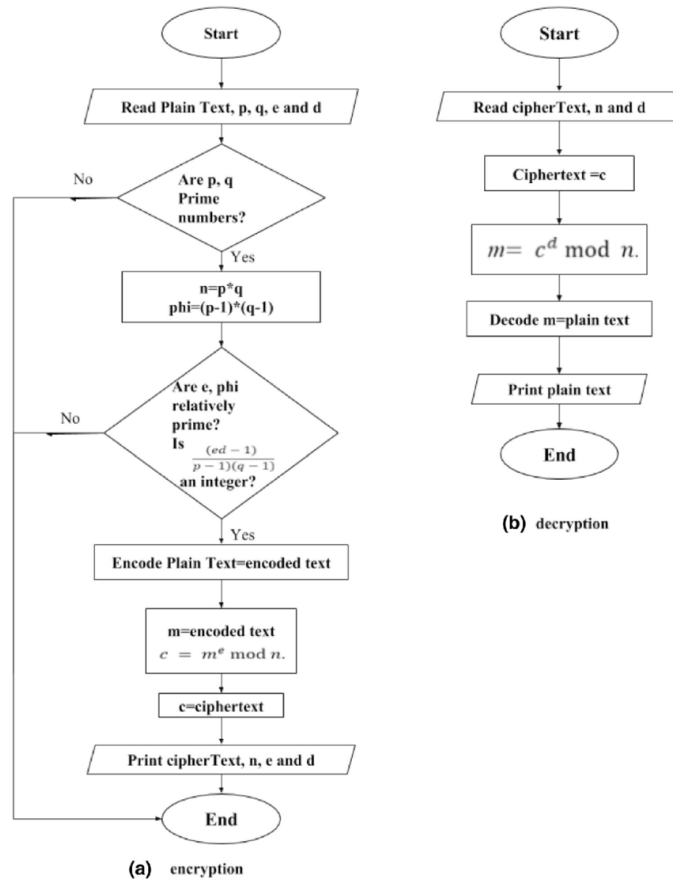 Start
Read Plain Text, p, q, e and d
No
Are p, q
Prime
numbers?
Yes
n=p*q
phi=(p-1)*(q-1)
Are e, phi
relatively
prime?
Is
(ed − 1)
p − 1)(q − 1)
an integer?
No
Yes
Encode Plain Text=encoded text
m=encoded text
c = m^e mod n.
c=ciphertext
Print cipherText, n, e and d
End
(a) encryption
Start
Read cipherText, n and d
Ciphertext =c
m= c^d mod n.
Decode m=plain text
Print plain text
End
(b) decryption